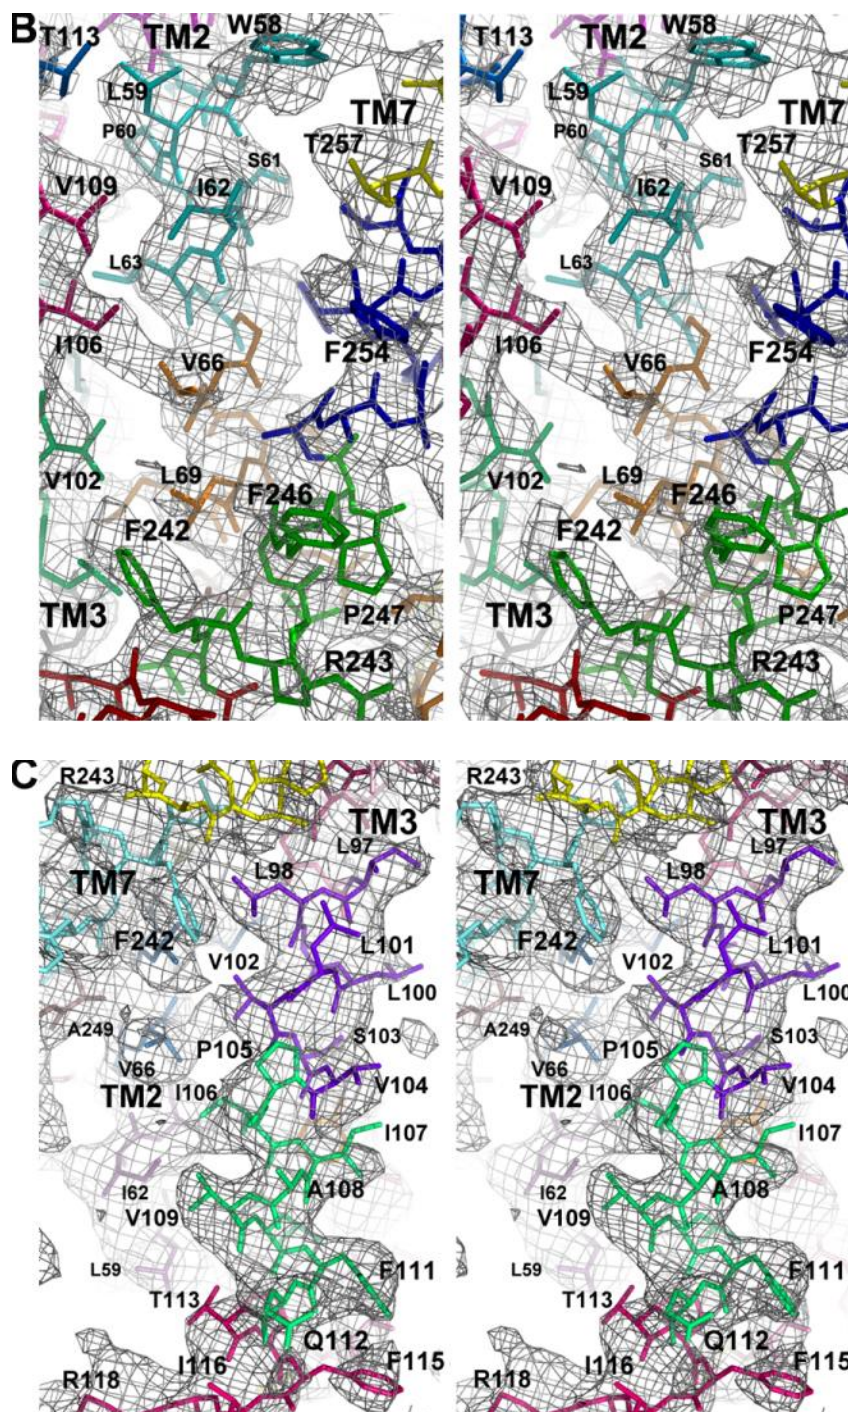 B
T113 TM2 W58 T113 TM2 W58
L59 L59
TM7 TM7
P60 P60
T257 S61 T257 S61
V109 I62 V109 I62
L63 L63
I106 V66 F254 I106 V66 F254
V102 L69 F246 V102 L69 F246
F242 F242
TM3 P247 TM3 P247
R243 R243
C
R243 R243
TM3 TM3
L97 L97
L98 L98
TM7 TM7
F242 L101 F242 L101
V102 V102
L100 L100
A249 S103 A249 S103
P105 P105
V66 V104 V66 V104
TM2 I106 TM2 I106
I107 I107
I62 A108 I62 A108
V109 V109
L59 F111 L59 F111
T113 T113
Q112 Q112
R118 I116 F115 R118 I116 F115